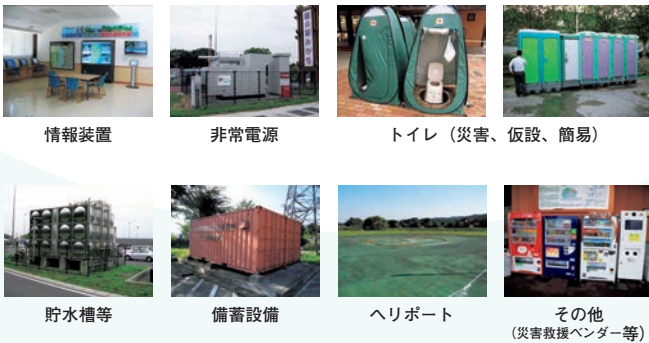 情報装置
非常電源
トイレ（災害、仮設、簡易）
貯水槽等
備蓄設備
ヘリポート
その他
（災害救援ベンダー等）